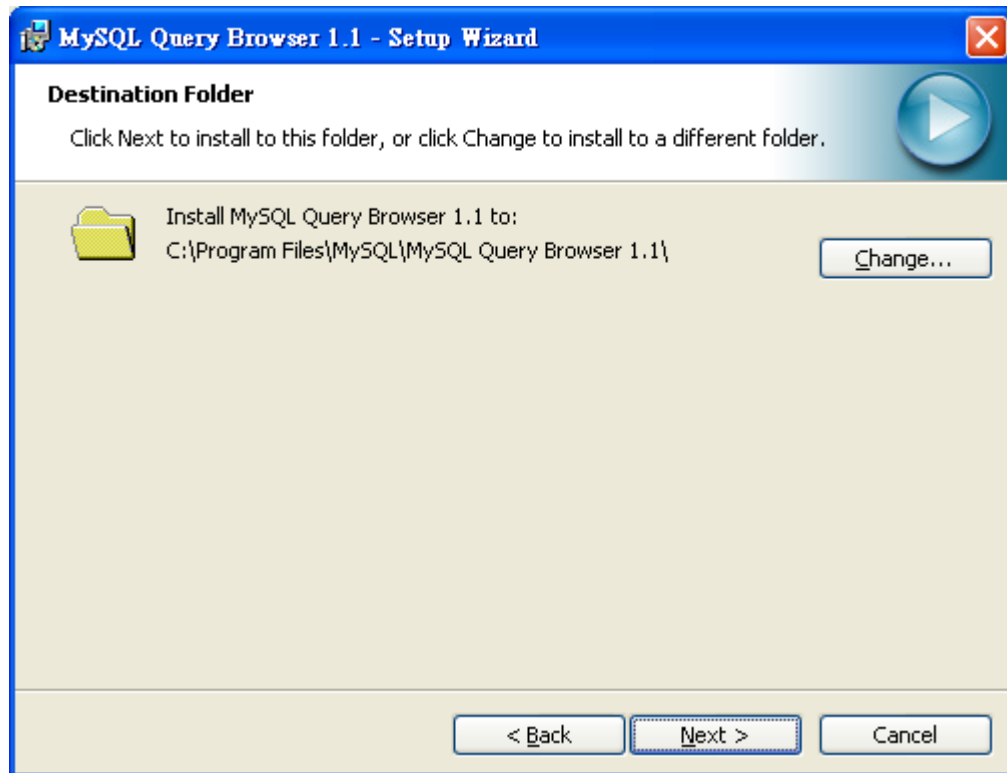 MySQL Query Browser 1.1 - Setup Wizard
Destination Folder
Click Next to install to this folder, or click Change to install to a different folder.
Install MySQL Query Browser 1.1 to:
C:\Program Files\MySQL\MySQL Query Browser 1.1\
Change...
< Back
Next >
Cancel